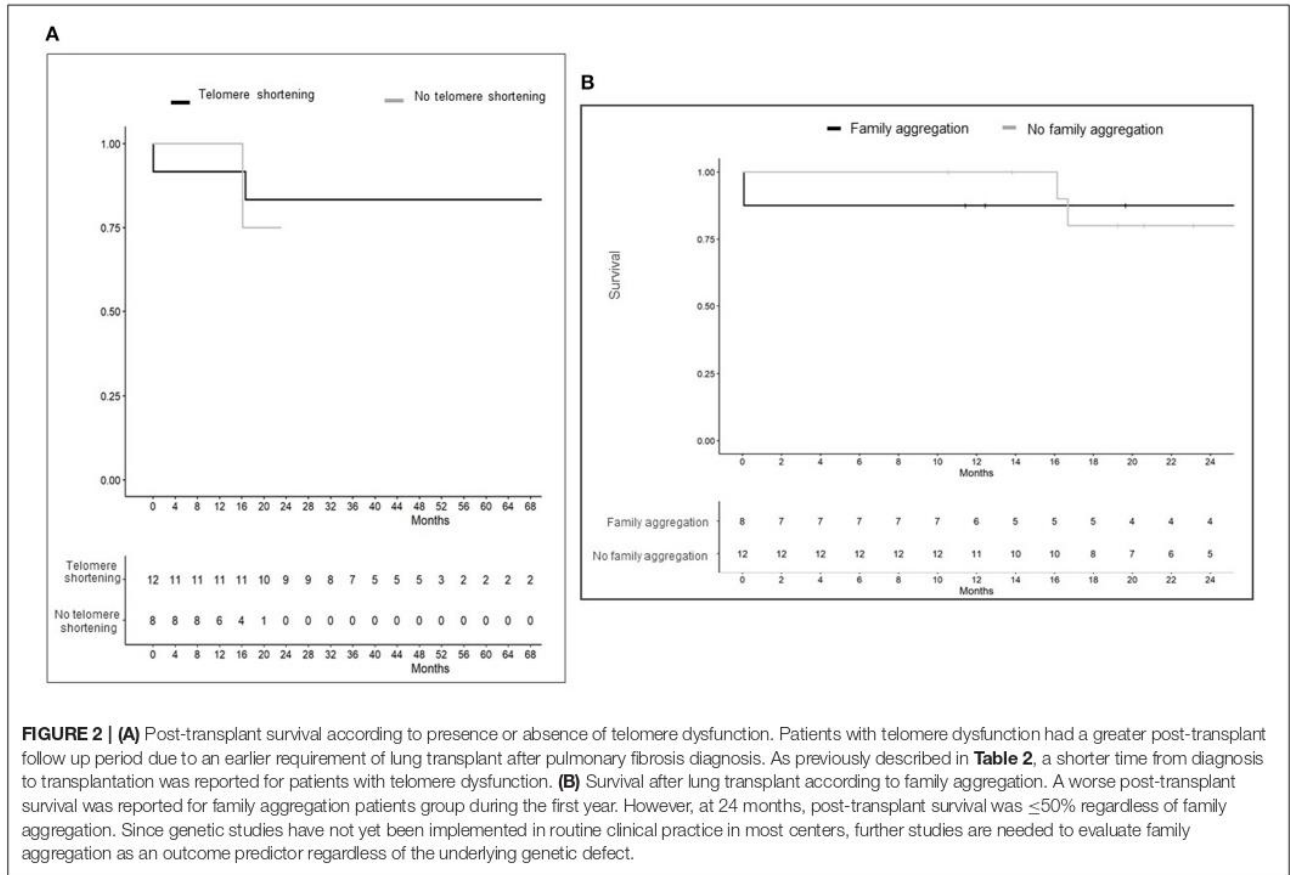 A
Telomere shortening No telomere shortening
1.00
0.75
0.50
0.25
0.00
0 4 8 12 16 20 24 28 32 36 40 44 48 52 56 60 64 68
Months
Telomere
shortening 12 11 11 11 11 10 9 9 8 7 5 5 5 3 2 2 2 2
No telomere
shortening 8 8 8 6 4 1 0 0 0 0 0 0 0 0 0 0 0 0
0 4 8 12 16 20 24 28 32 36 40 44 48 52 56 60 64 68
Months
B
Family aggregation No family aggregation
Survival
1.00
0.75
0.50
0.25
0.00
0 2 4 6 8 10 12 14 16 18 20 22 24
Months
Family aggregation 8 7 7 7 7 7 6 5 5 5 4 4 4
No family aggregation 12 12 12 12 12 12 11 10 10 8 7 6 5
0 2 4 6 8 10 12 14 16 18 20 22 24
Months
FIGURE 2 | (A) Post-transplant survival according to presence or absence of telomere dysfunction. Patients with telomere dysfunction had a greater post-transplant
follow up period due to an earlier requirement of lung transplant after pulmonary fibrosis diagnosis. As previously described in Table 2, a shorter time from diagnosis
to transplantation was reported for patients with telomere dysfunction. (B) Survival after lung transplant according to family aggregation. A worse post-transplant
survival was reported for family aggregation patients group during the first year. However, at 24 months, post-transplant survival was ≤50% regardless of family
aggregation. Since genetic studies have not yet been implemented in routine clinical practice in most centers, further studies are needed to evaluate family
aggregation as an outcome predictor regardless of the underlying genetic defect.